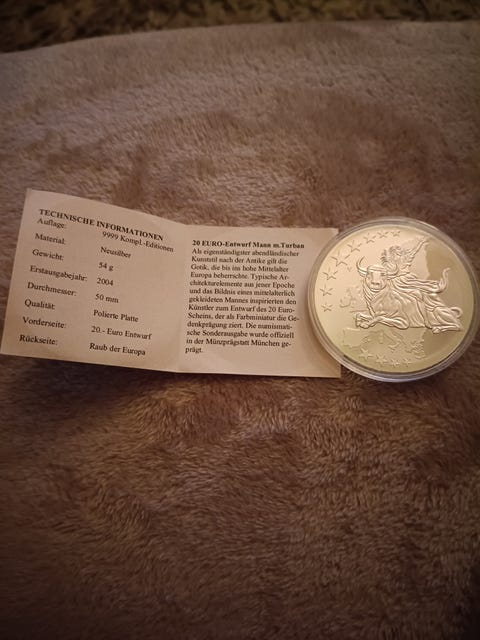 TECHNISCHE INFORMATIONEN
Auflage: 9999 Kompl.-Editionen
Material: Neusilber
Gewicht: 54 g
Erstausgabejahr: 2004
Durchmesser: 50 mm
Qualität: Polierte Platte
Vorderseite: 20.- Euro Entwurf
Rückseite: Raub der Europa
20 EURO-Entwurf Mann m.Turban
Als eigenständigster abendländischer
Kunststil nach der Antike gilt die
Gotik, die bis ins hohe Mittelalter
Europa beherrschte. Typische Ar-
chitekturelemente aus jener Epoche
und das Bildnis eines mittelalterlich
gekleideten Mannes inspirierten den
Künstler zum Entwurf des 20 Euro-
Scheins, der als Farbminiatur die Ge-
denkprägung ziert. Die numismati-
sche Sonderausgabe wurde offiziell
in der Münzprägstatt München ge-
prägt.